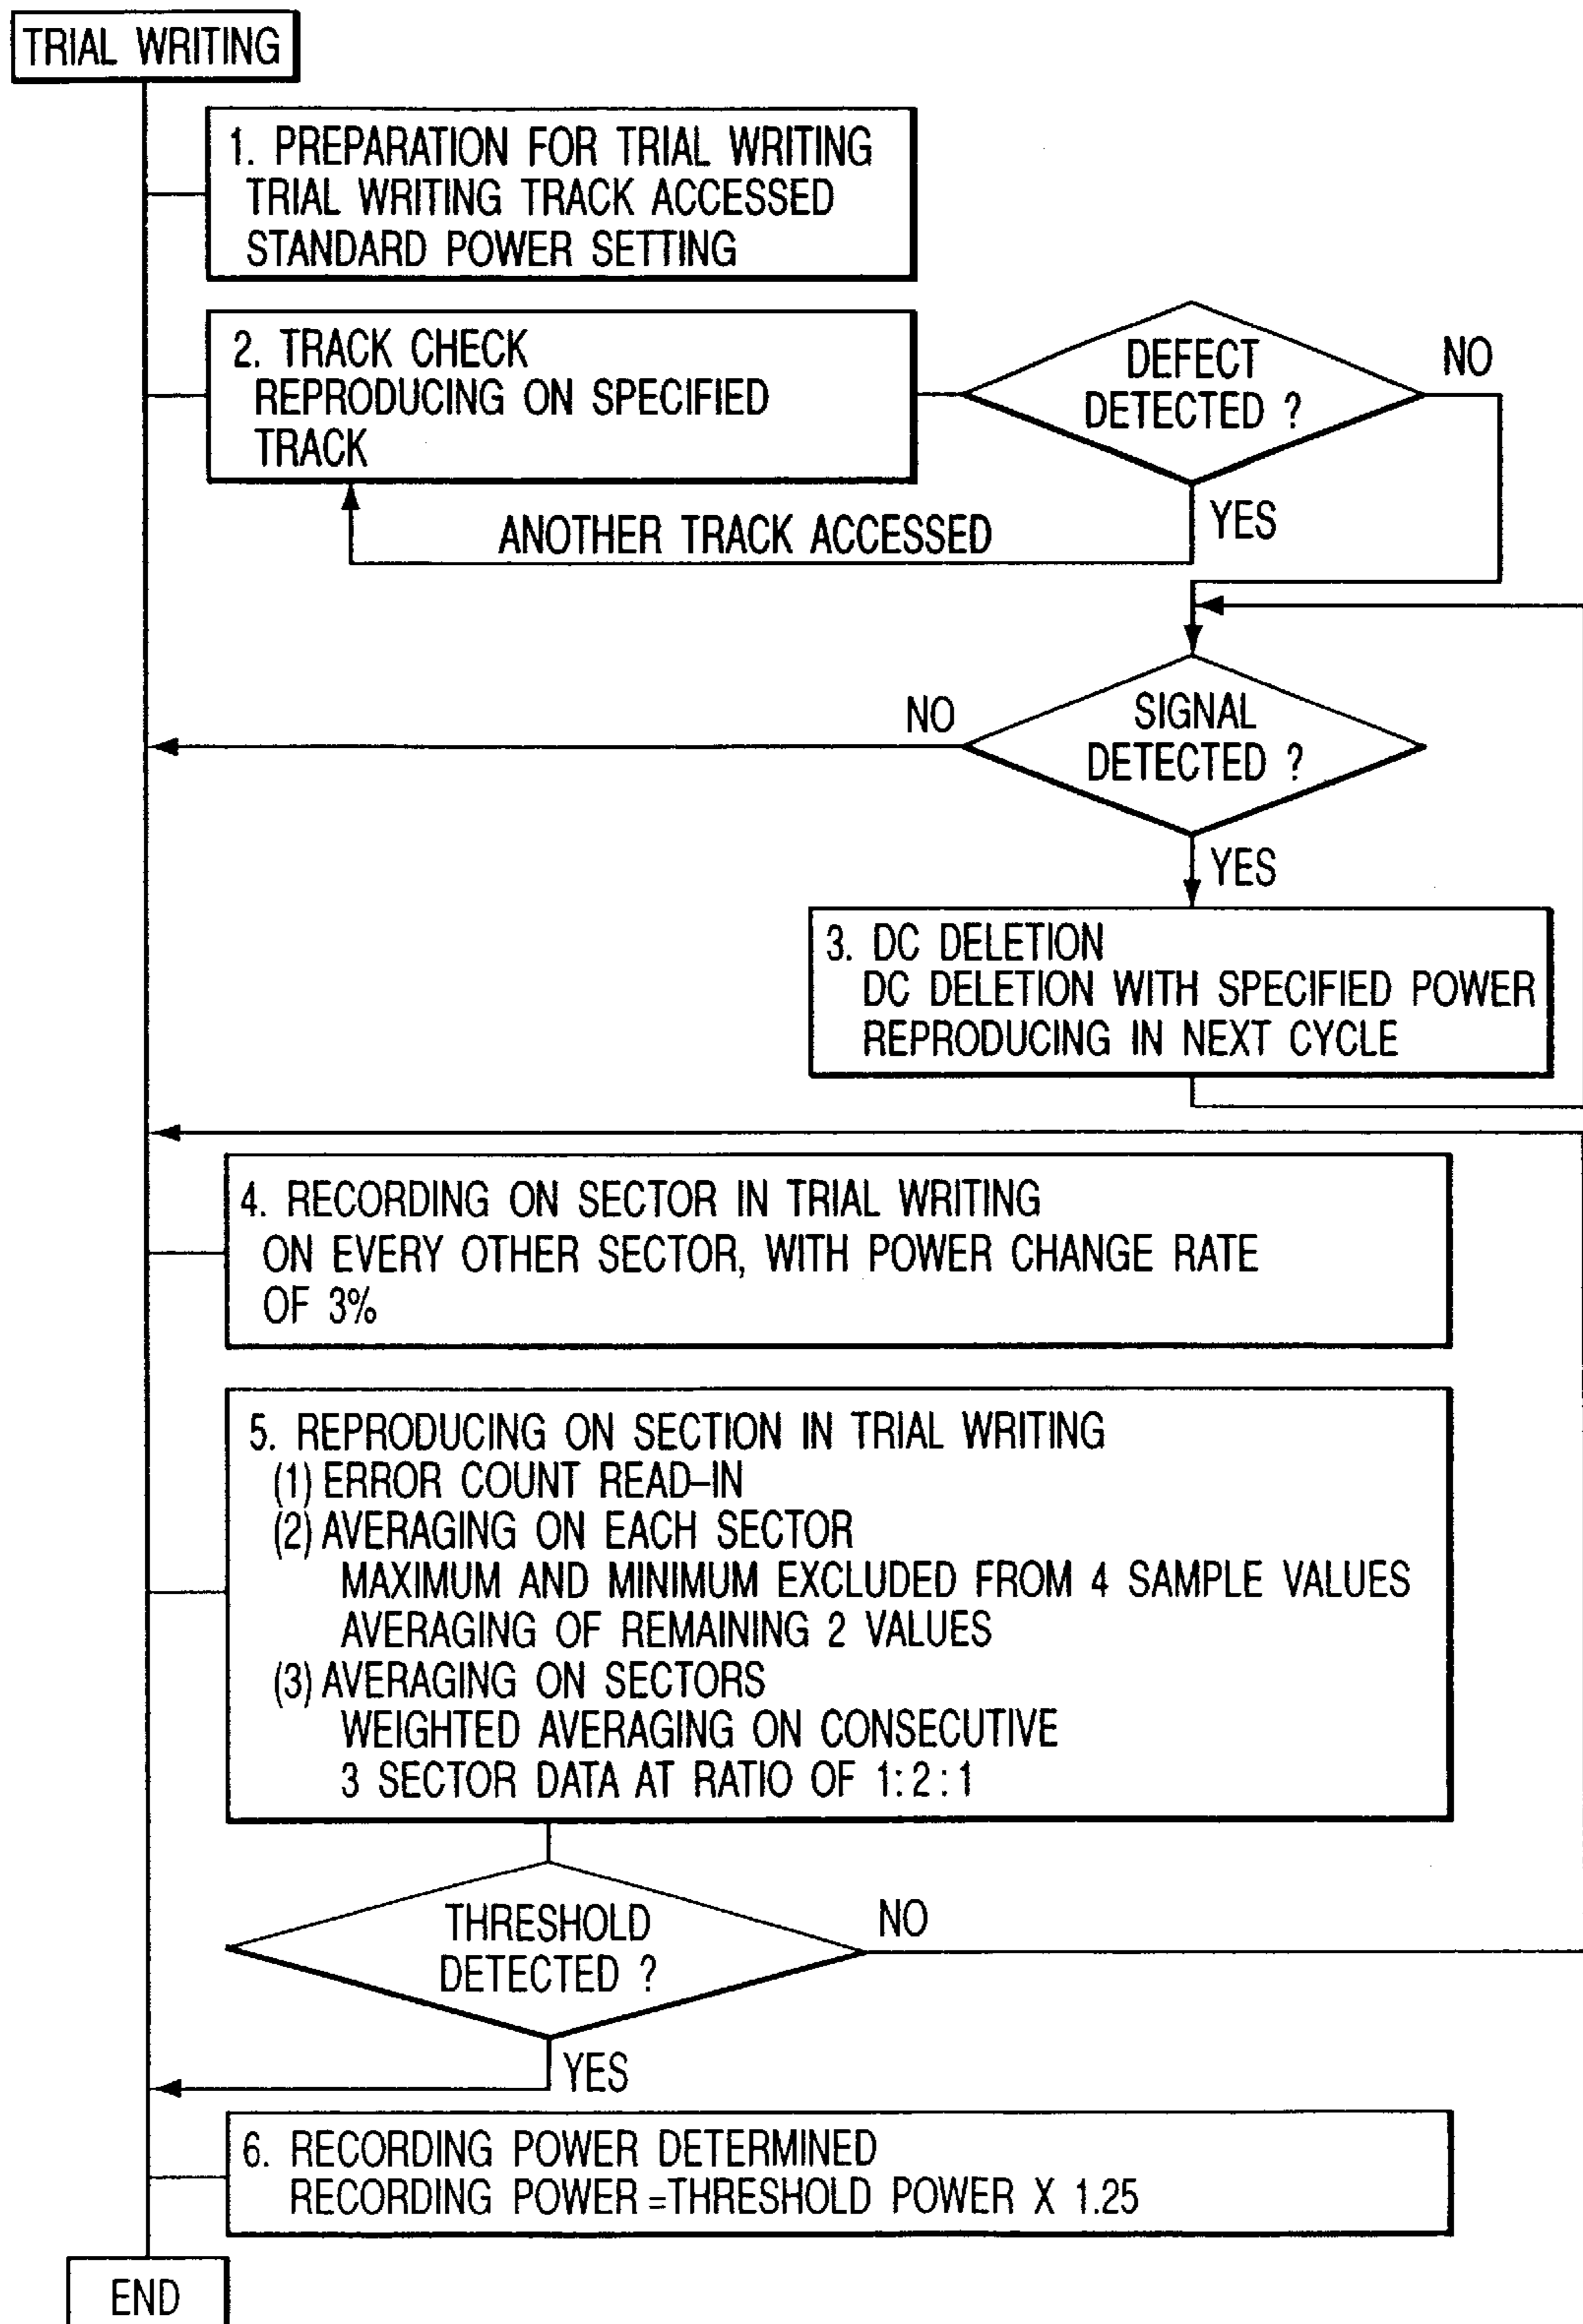 TRIAL WRITING
1. PREPARATION FOR TRIAL WRITING
TRIAL WRITING TRACK ACCESSED
STANDARD POWER SETTING
2. TRACK CHECK
REPRODUCING ON SPECIFIED
TRACK
DEFECT
DETECTED ?
NO
YES
ANOTHER TRACK ACCESSED
SIGNAL
DETECTED ?
NO
YES
3. DC DELETION
DC DELETION WITH SPECIFIED POWER
REPRODUCING IN NEXT CYCLE
4. RECORDING ON SECTOR IN TRIAL WRITING
ON EVERY OTHER SECTOR, WITH POWER CHANGE RATE
OF 3%
5. REPRODUCING ON SECTION IN TRIAL WRITING
(1) ERROR COUNT READ-IN
(2) AVERAGING ON EACH SECTOR
MAXIMUM AND MINIMUM EXCLUDED FROM 4 SAMPLE VALUES
AVERAGING OF REMAINING 2 VALUES
(3) AVERAGING ON SECTORS
WEIGHTED AVERAGING ON CONSECUTIVE
3 SECTOR DATA AT RATIO OF 1:2:1
THRESHOLD
DETECTED ?
NO
YES
6. RECORDING POWER DETERMINED
RECORDING POWER =THRESHOLD POWER X 1.25
END